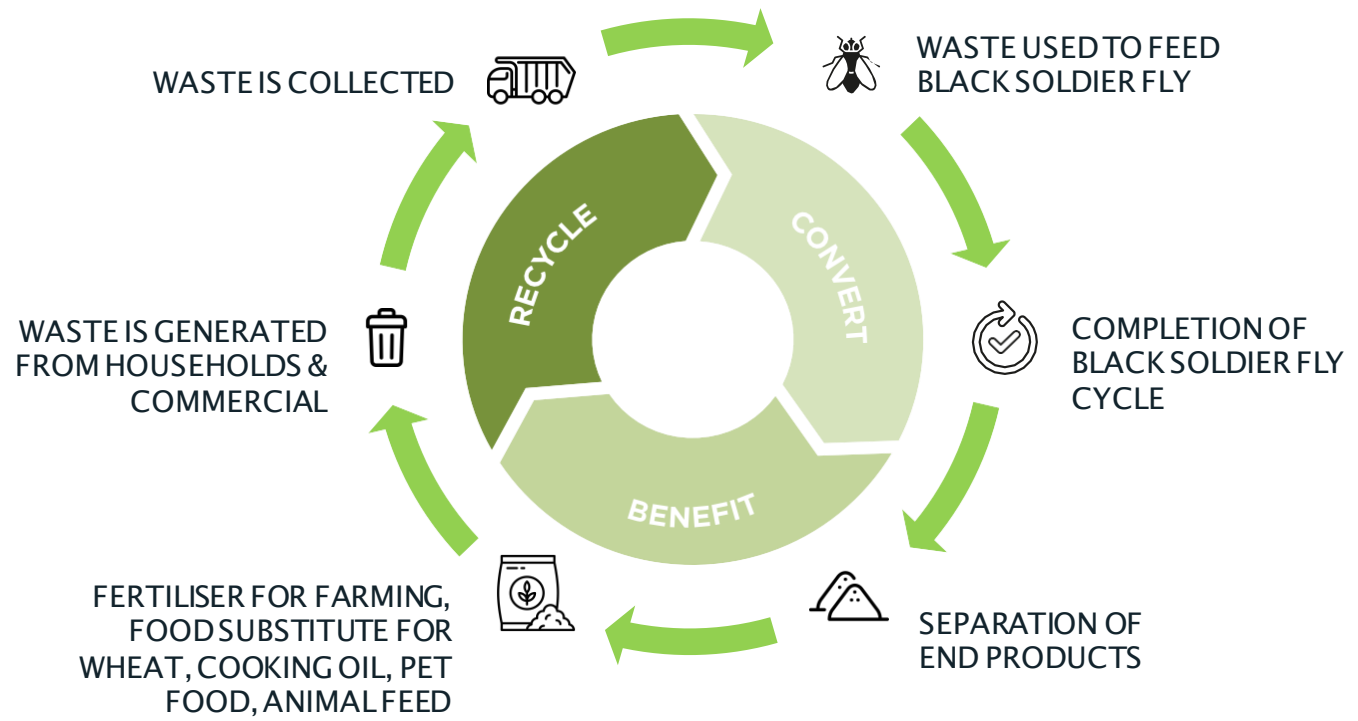 WASTE IS COLLECTED
WASTE USED TO FEED
BLACK SOLDIER FLY
RECYCLE
CONVERT
WASTE IS GENERATED
FROM HOUSEHOLDS &
COMMERCIAL
COMPLETION OF
BLACK SOLDIER FLY
CYCLE
BENEFIT
FERTILISER FOR FARMING,
FOOD SUBSTITUTE FOR
WHEAT, COOKING OIL, PET
FOOD, ANIMAL FEED
SEPARATION OF
END PRODUCTS